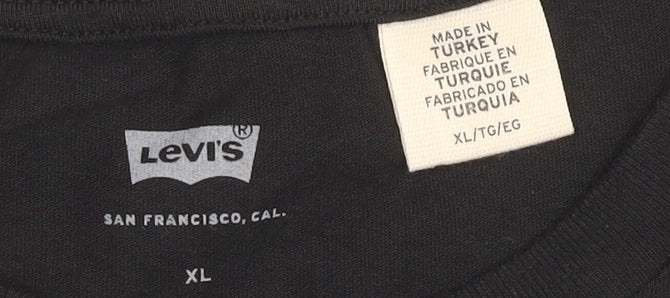 MADE IN
TURKEY
FABRIQUE EN
TURQUIE
FABRICADO EN
TURQUIA
XL/TG/EG
LEVI'S®
SAN FRANCISCO, CAL.
XL